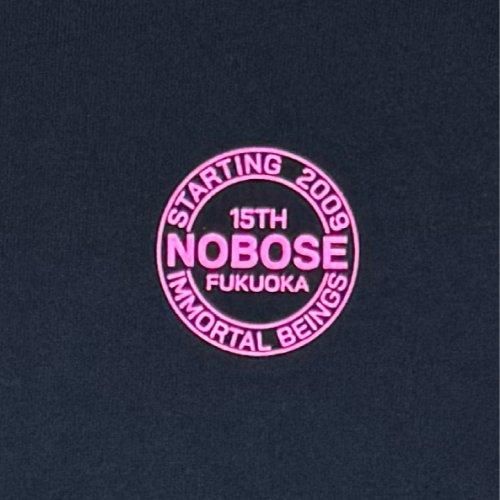 STARTING 2009
15TH
NOBOSE
FUKUOKA
IMMORTAL BEINGS